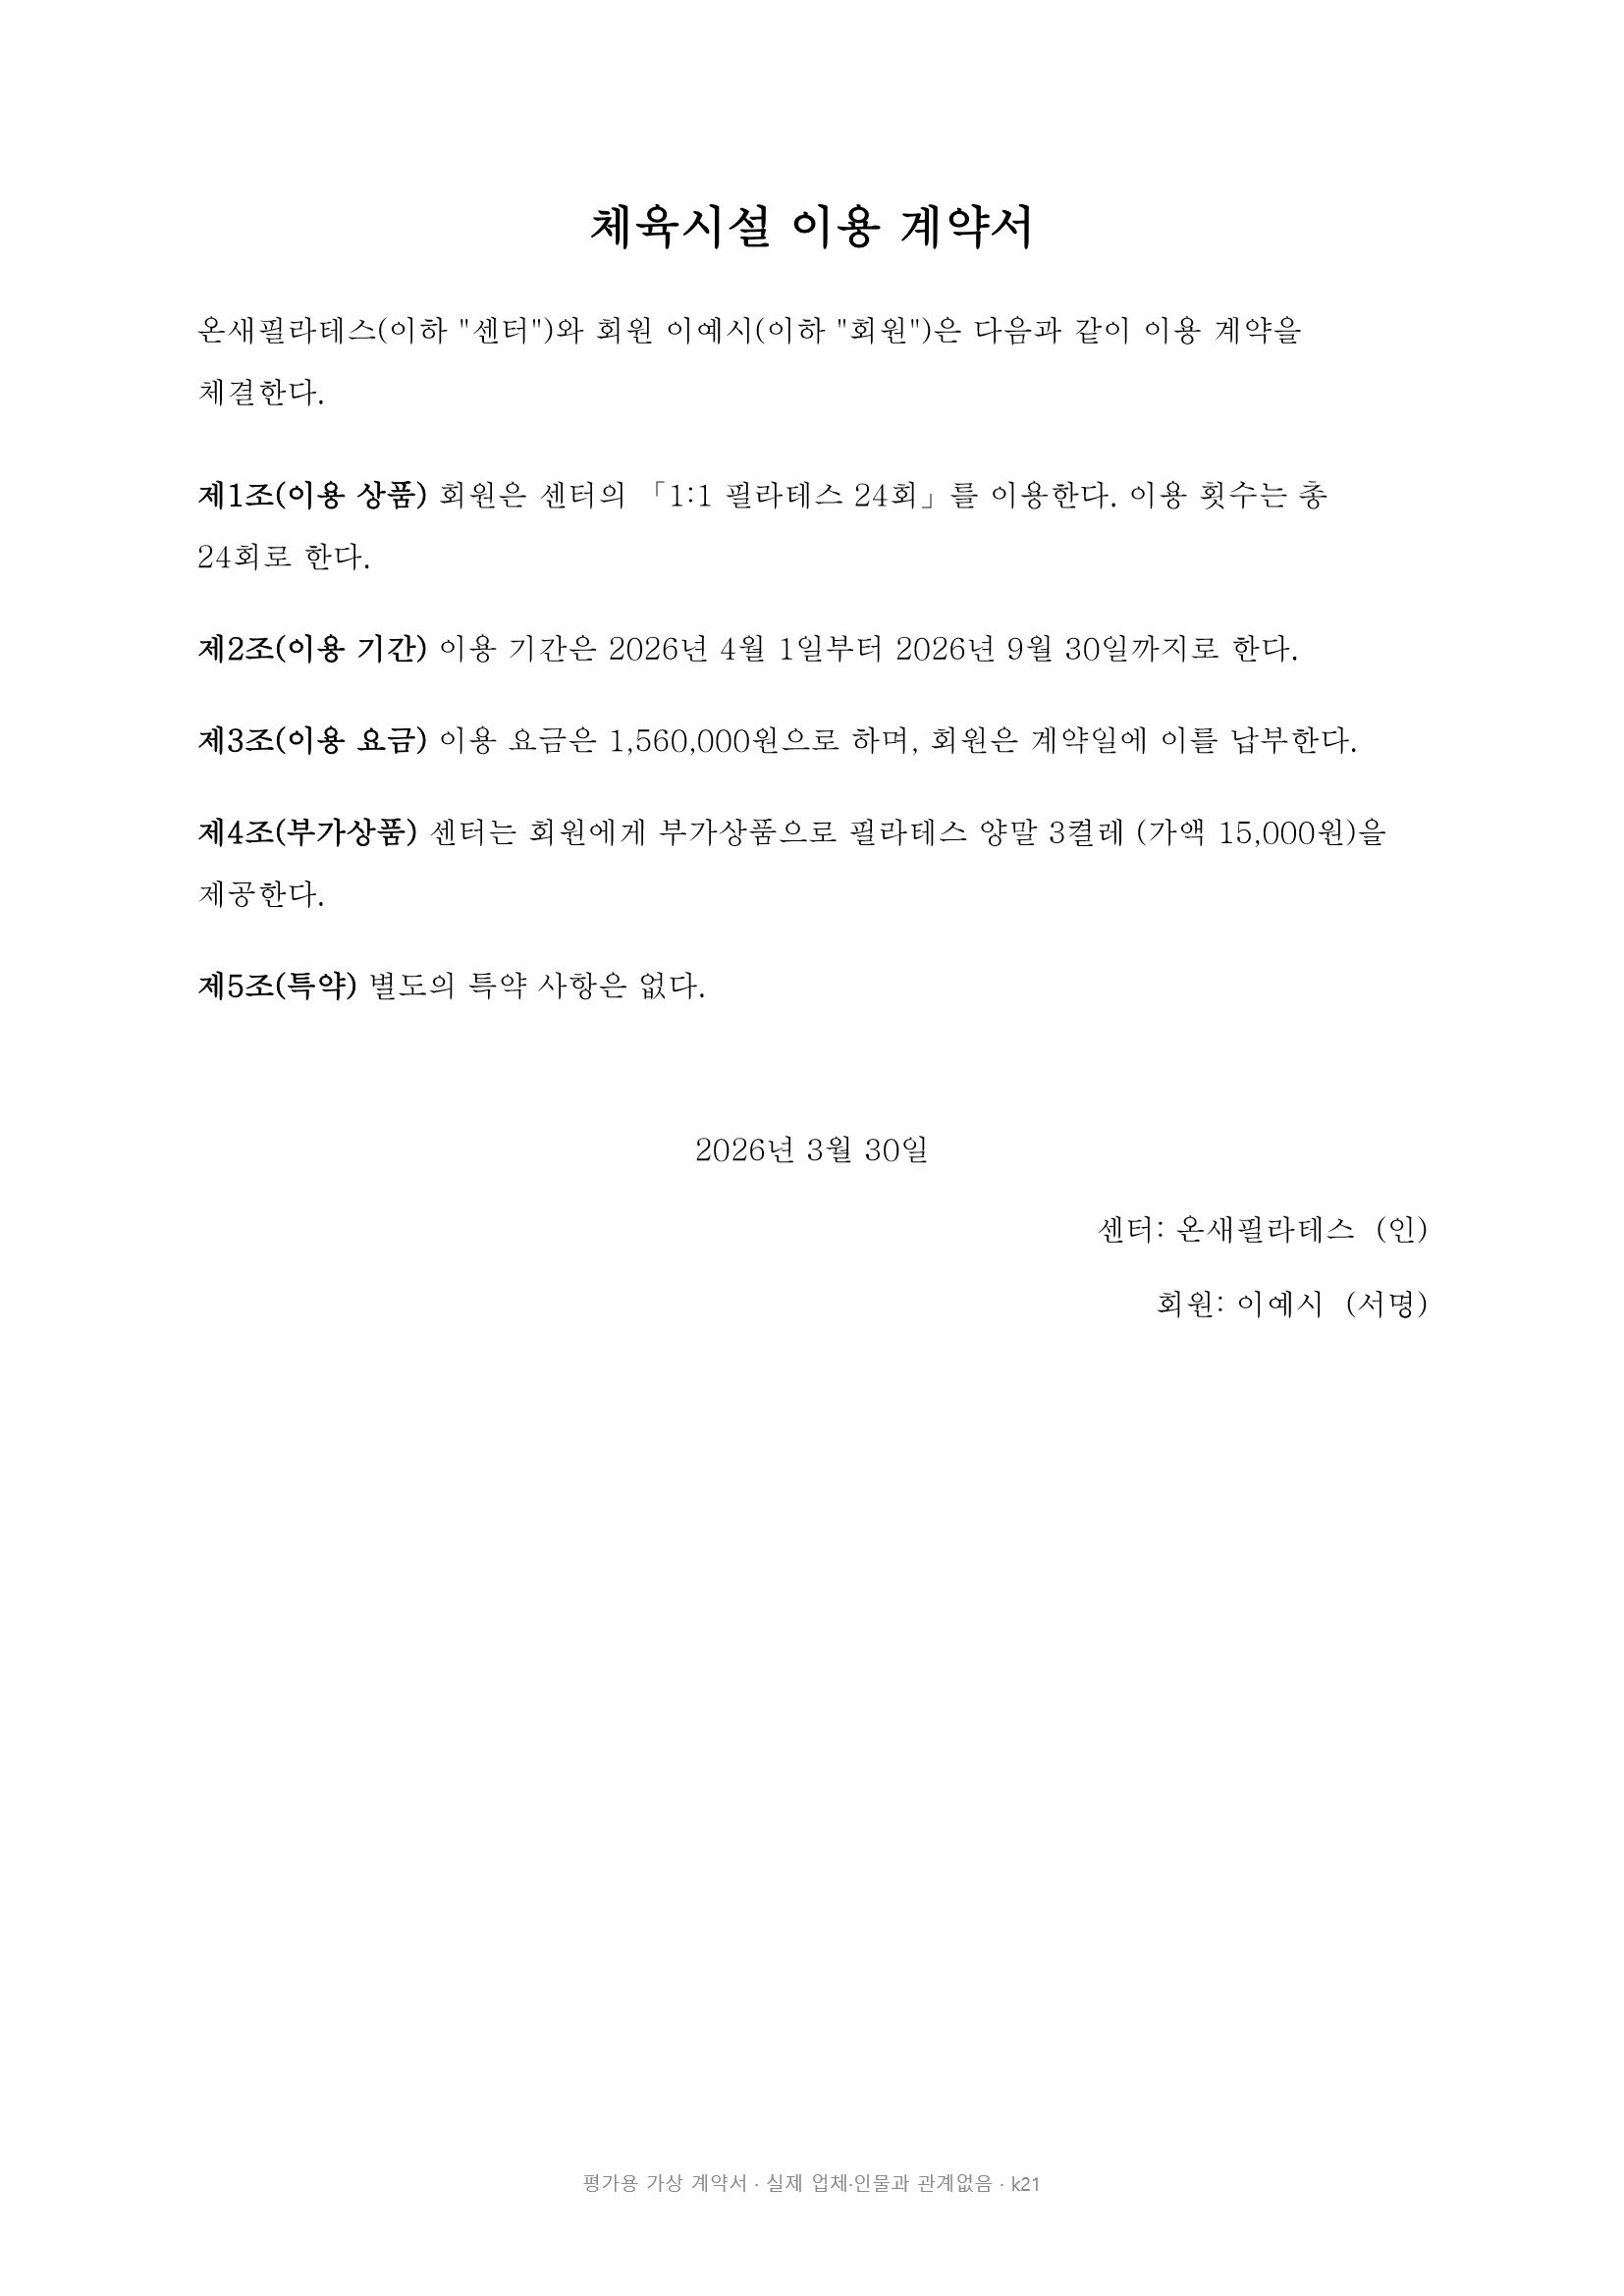 체육시설 이용 계약서
온새필라테스(이하 "센터")와 회원 이예시(이하 "회원")은 다음과 같이 이용 계약을
체결한다.
제1조(이용 상품) 회원은 센터의 「1:1 필라테스 24회」를 이용한다. 이용 횟수는 총
24회로 한다.
제2조(이용 기간) 이용 기간은 2026년 4월 1일부터 2026년 9월 30일까지로 한다.
제3조(이용 요금) 이용 요금은 1,560,000원으로 하며, 회원은 계약일에 이를 납부한다.
제4조(부가상품) 센터는 회원에게 부가상품으로 필라테스 양말 3켤레 (가액 15,000원)을
제공한다.
제5조(특약) 별도의 특약 사항은 없다.
2026년 3월 30일
센터: 온새필라테스 (인)
회원: 이예시 (서명)
평가용 가상 계약서 · 실제 업체·인물과 관계없음 · k21